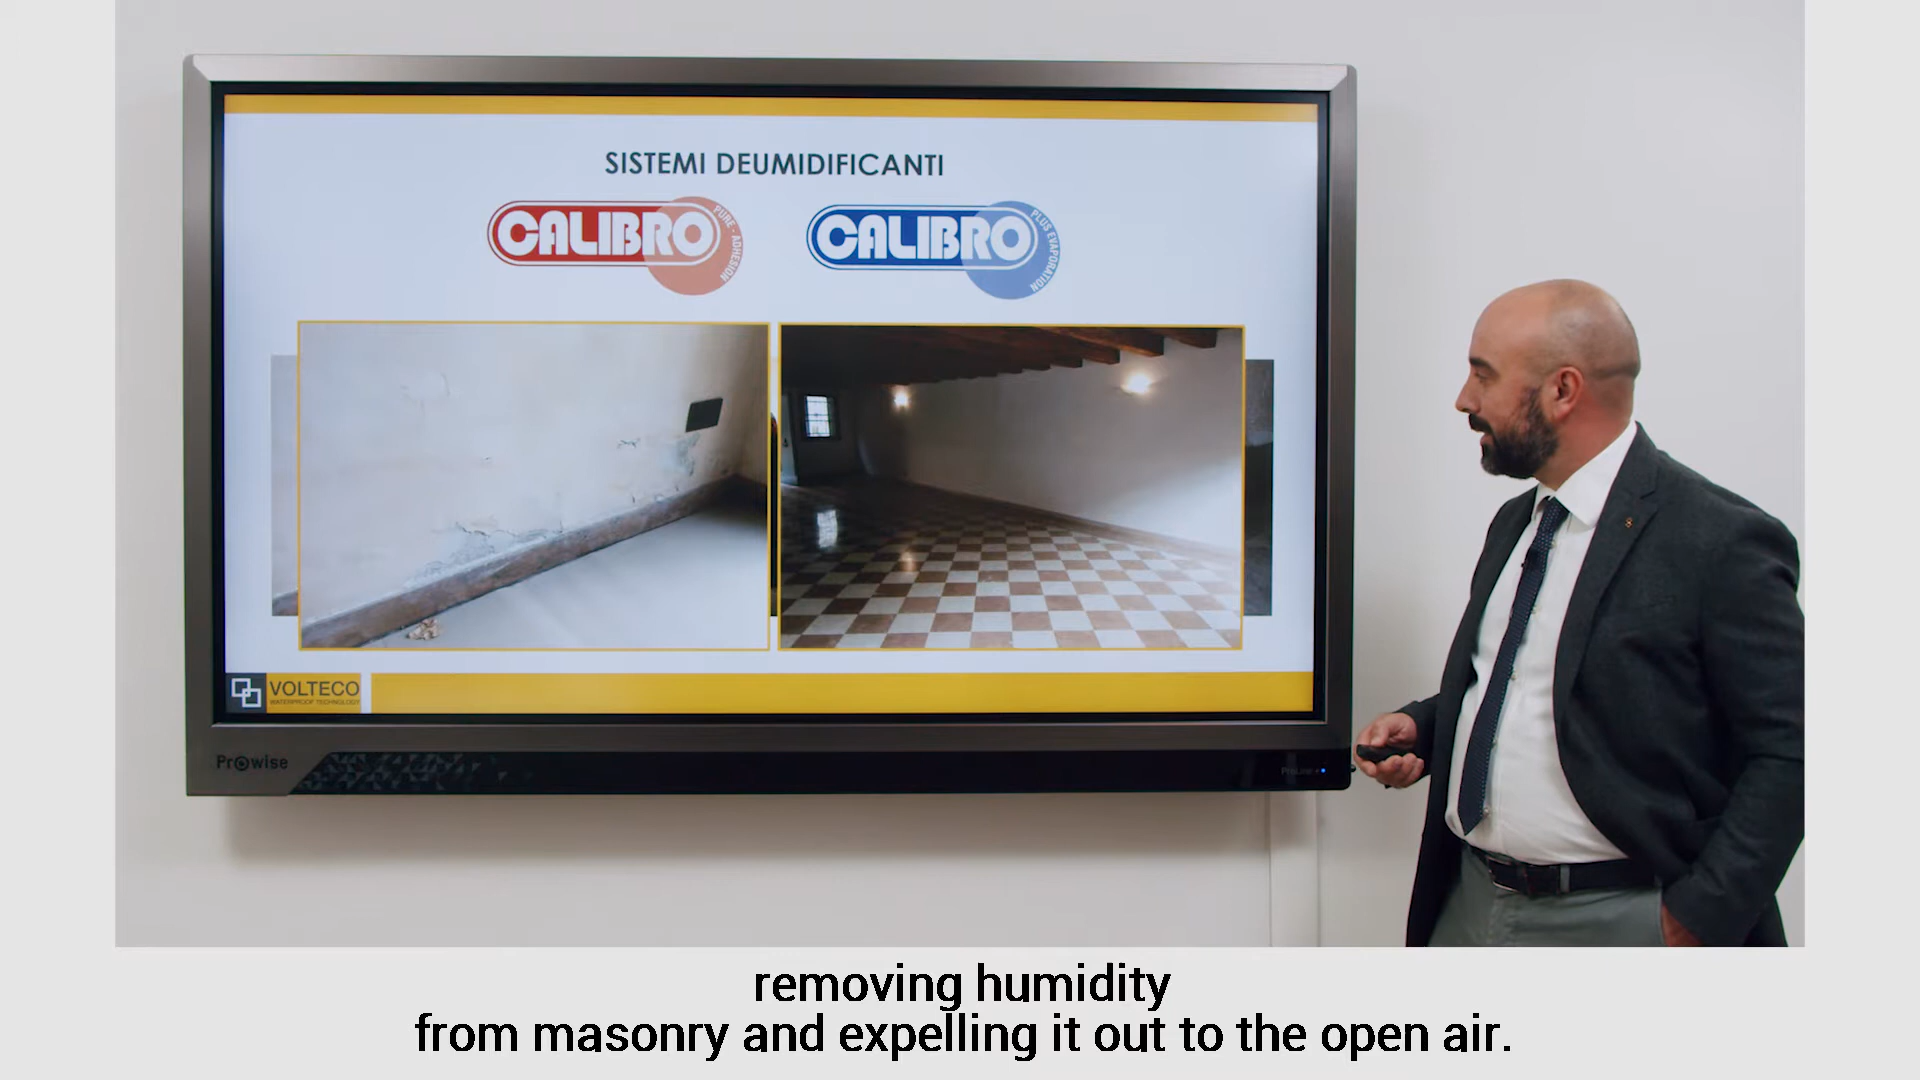 SISTEMI DEUMIDIFICANTI
CALIBRO
PURE - ADHESION
CALIBRO
PLUS EVAPORATION
VOLTECO
WATERPROOF TECHNOLOGY
Prowise
removing humidity
from masonry and expelling it out to the open air.